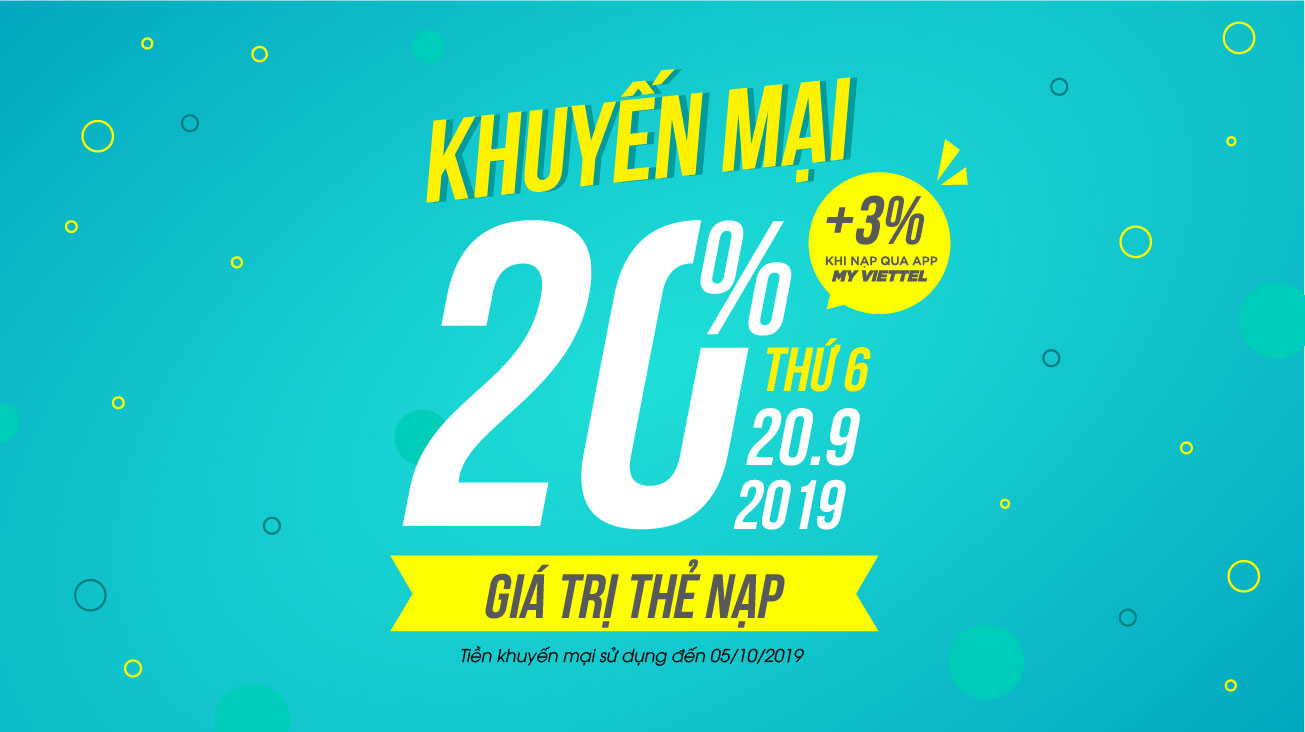 KHUYẾN MẠI
20%
+3%
KHI NẠP QUA APP
MY VIETTEL
THỨ 6
20.9
2019
GIÁ TRỊ THẺ NẠP
Tiền khuyến mại sử dụng đến 05/10/2019